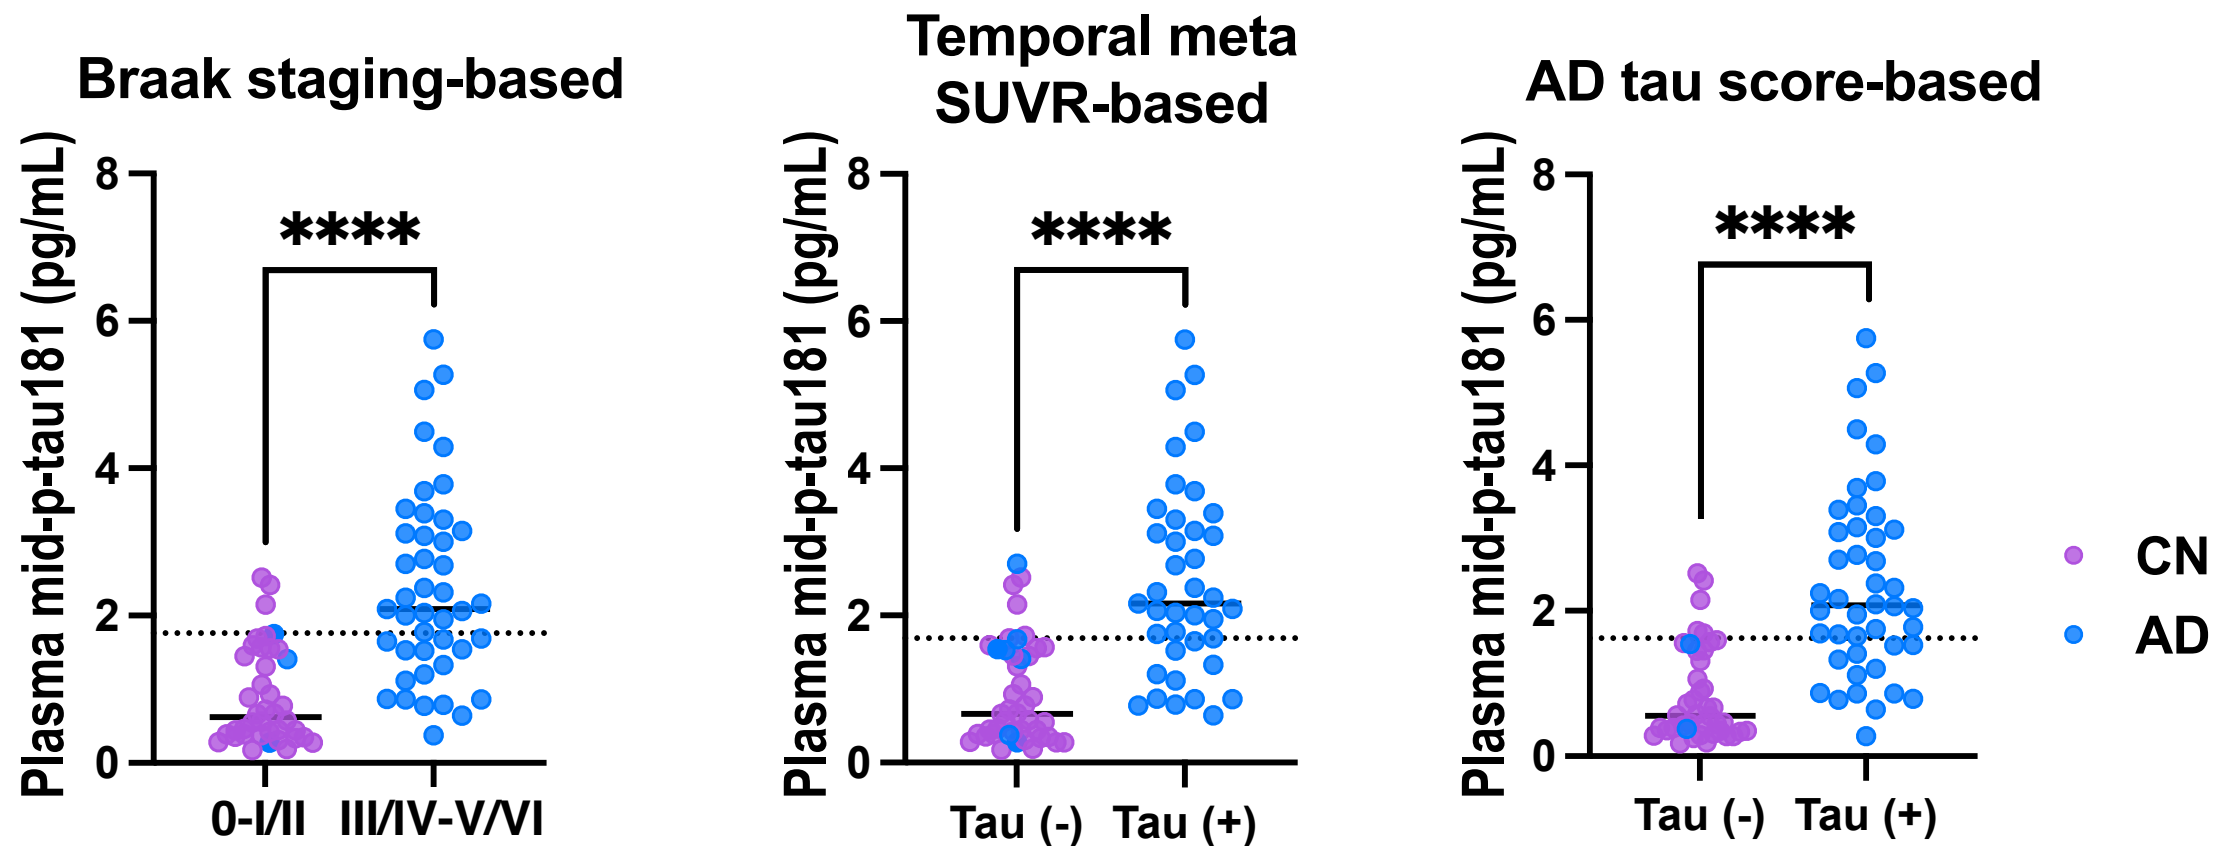 Braak staging-based
Plasma mid-p-tau181 (pg/mL)
8
6
4
2
0
****
0-I/II III/IV-V/VI
Temporal meta
SUVR-based
Plasma mid-p-tau181 (pg/mL)
8
6
4
2
0
****
Tau (-) Tau (+)
AD tau score-based
Plasma mid-p-tau181 (pg/mL)
8
6
4
2
0
****
Tau (-) Tau (+)
CN
AD